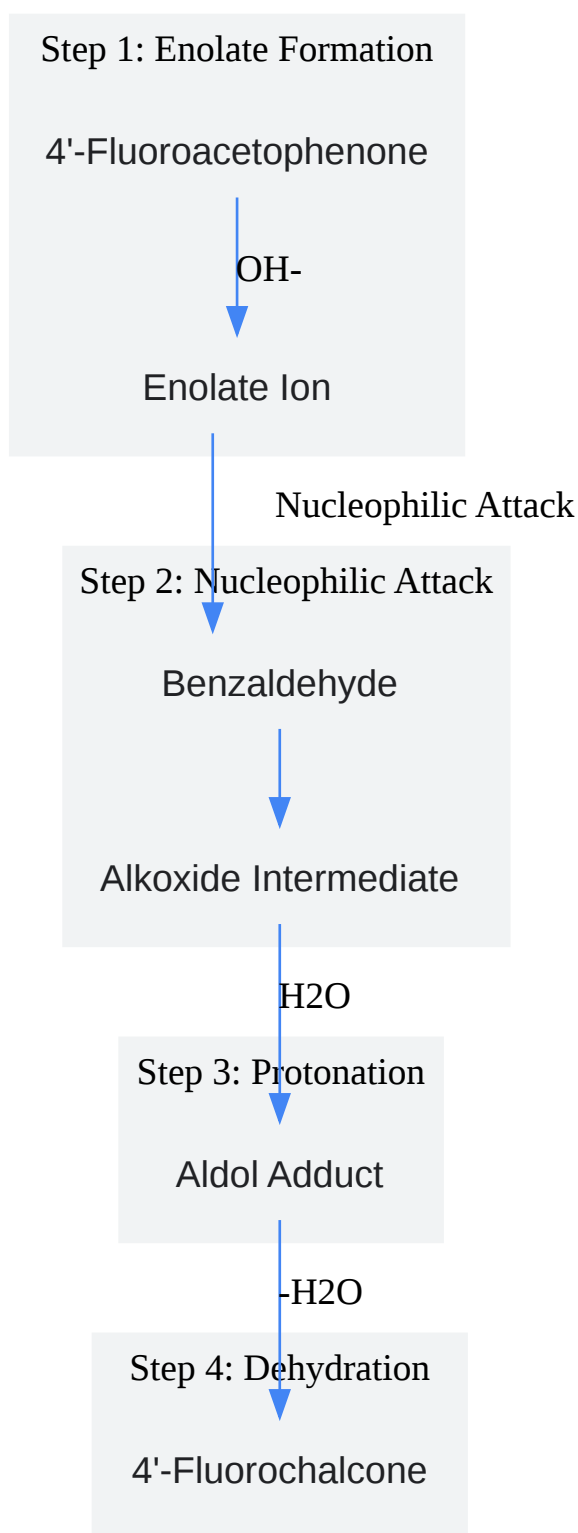 Step 1: Enolate Formation
4'-Fluoroacetophenone
OH-
Enolate Ion
Nucleophilic Attack
Step 2: Nucleophilic Attack
Benzaldehyde
Alkoxide Intermediate
H2O
Step 3: Protonation
Aldol Adduct
-H2O
Step 4: Dehydration
4'-Fluorochalcone